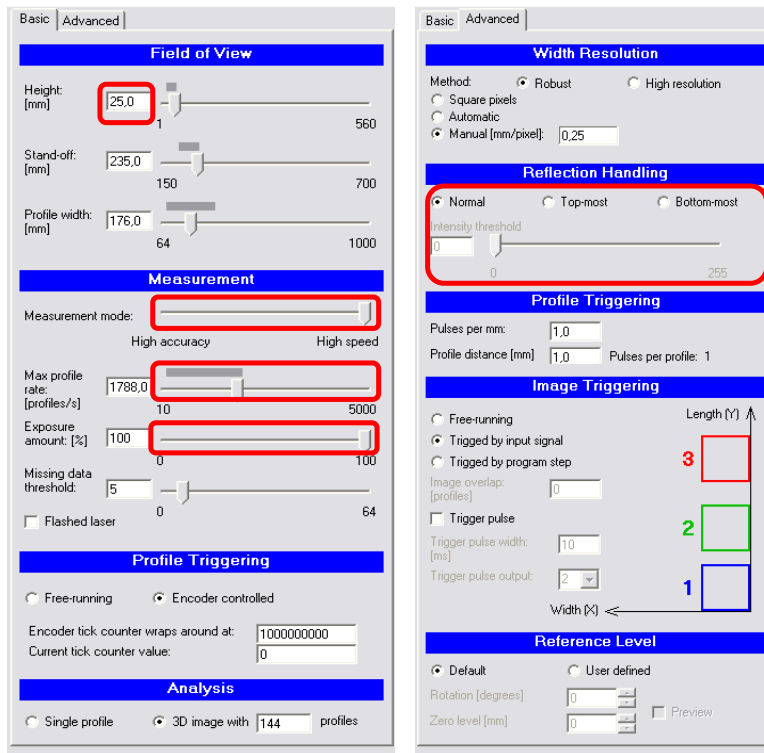 Basic Advanced
Field of View
Height:
[mm]
25,0
1 560
Stand-off:
[mm]
235,0
150 700
Profile width:
[mm]
176,0
64 1000
Measurement
Measurement mode:
High accuracy High speed
Max profile
rate:
[profiles/s]
1788,0
10 5000
Exposure
amount: [%]
100
0 100
Missing data
threshold:
5
0 64
Flashed laser
Profile Triggering
Free-running Encoder controlled
Encoder tick counter wraps around at: 1000000000
Current tick counter value: 0
Analysis
Single profile 3D image with 144 profiles
Basic Advanced
Width Resolution
Method: Robust High resolution
Square pixels
Automatic
Manual [mm/pixel]: 0,25
Reflection Handling
Normal Top-most Bottom-most
Intensity threshold
0
0 255
Profile Triggering
Pulses per mm: 1,0
Profile distance [mm] 1,0 Pulses per profile: 1
Image Triggering
Free-running
Trigged by input signal
Trigged by program step
Image overlap:
[profiles]
0
Trigger pulse
Trigger pulse width:
[ms]
10
Trigger pulse output: 2
Length (Y)
3
2
1
Width (X)
Reference Level
Default User defined
Rotation [degrees] 0
Zero level [mm] 0
Preview